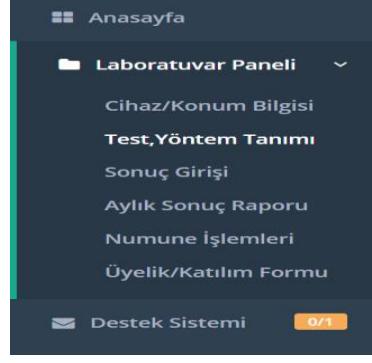 Anasayfa
Laboratuvar Paneli
Cihaz/Konum Bilgisi
Test,Yöntem Tanımı
Sonuç Girişi
Aylık Sonuç Raporu
Numune İşlemleri
Üyelik/Katılım Formu
Destek Sistemi 0/1